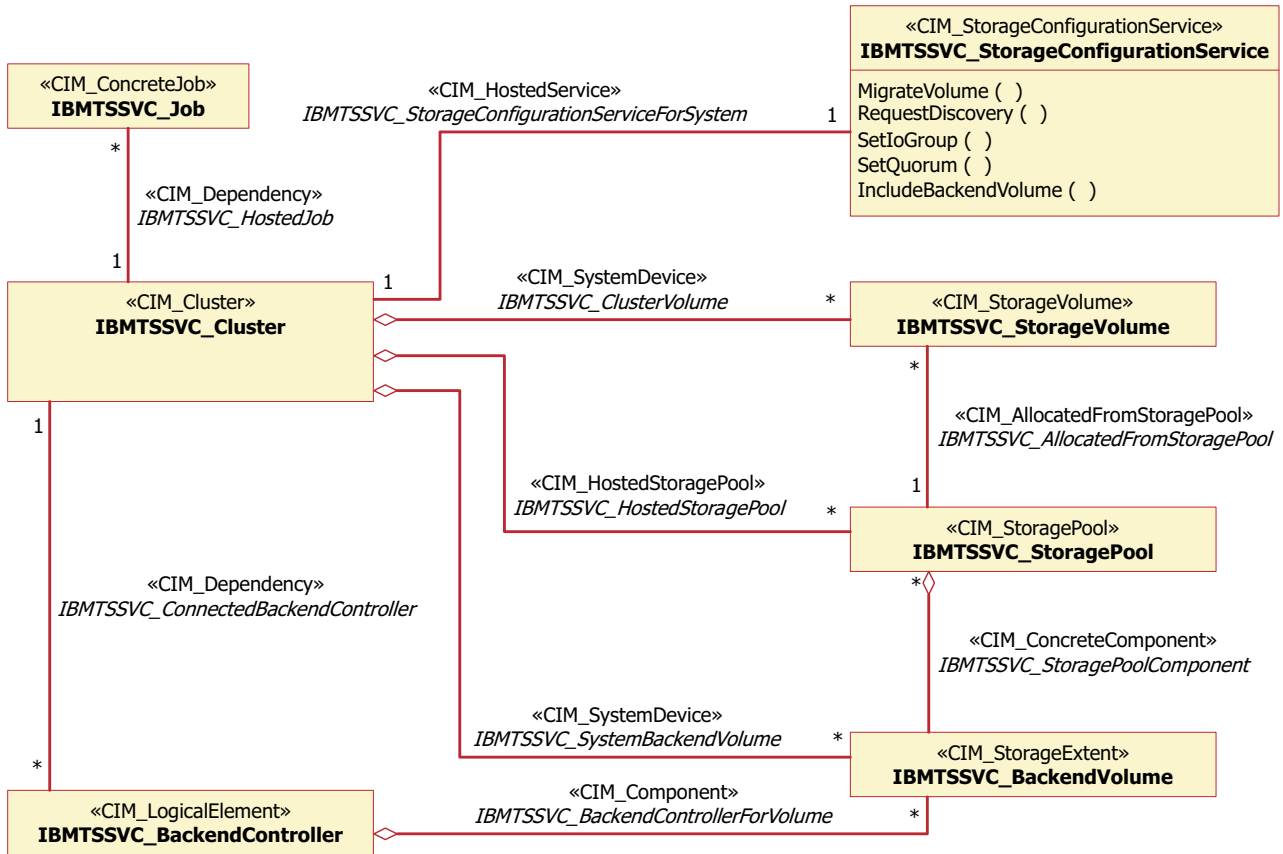 «CIM_StorageConfigurationService»
IBMTSSVC_StorageConfigurationService
MigrateVolume ( )
RequestDiscovery ( )
SetIoGroup ( )
SetQuorum ( )
IncludeBackendVolume ( )
«CIM_ConcreteJob»
IBMTSSVC_Job
«CIM_HostedService»
IBMTSSVC_StorageConfigurationServiceForSystem
1
*
«CIM_Dependency»
IBMTSSVC_HostedJob
1
1
«CIM_Cluster»
IBMTSSVC_Cluster
«CIM_SystemDevice»
IBMTSSVC_ClusterVolume
*
«CIM_StorageVolume»
IBMTSSVC_StorageVolume
*
«CIM_AllocatedFromStoragePool»
IBMTSSVC_AllocatedFromStoragePool
1
1
«CIM_HostedStoragePool»
IBMTSSVC_HostedStoragePool
*
«CIM_StoragePool»
IBMTSSVC_StoragePool
*
«CIM_Dependency»
IBMTSSVC_ConnectedBackendController
«CIM_ConcreteComponent»
IBMTSSVC_StoragePoolComponent
«CIM_SystemDevice»
IBMTSSVC_SystemBackendVolume
*
«CIM_StorageExtent»
IBMTSSVC_BackendVolume
*
«CIM_LogicalElement»
IBMTSSVC_BackendController
«CIM_Component»
IBMTSSVC_BackendControllerForVolume
*